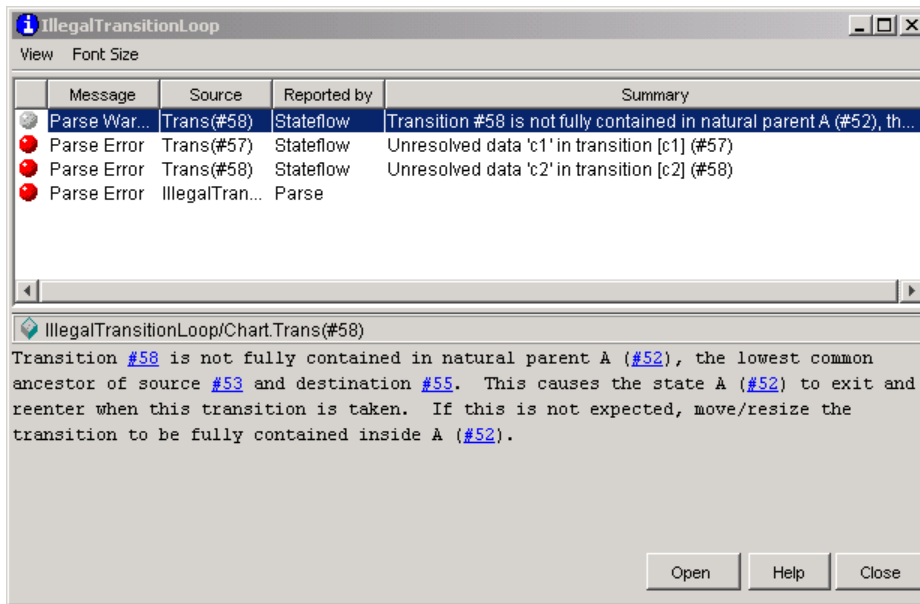 IllegalTransitionLoop
View Font Size
Message Source Reported by Summary
Parse War... Trans(#58) Stateflow Transition #58 is not fully contained in natural parent A (#52), th...
Parse Error Trans(#57) Stateflow Unresolved data 'c1' in transition [c1] (#57)
Parse Error Trans(#58) Stateflow Unresolved data 'c2' in transition [c2] (#58)
Parse Error IllegalTran... Parse
IllegalTransitionLoop/Chart.Trans(#58)
Transition #58 is not fully contained in natural parent A (#52), the lowest common
ancestor of source #53 and destination #55. This causes the state A (#52) to exit and
reenter when this transition is taken. If this is not expected, move/resize the
transition to be fully contained inside A (#52).
Open Help Close